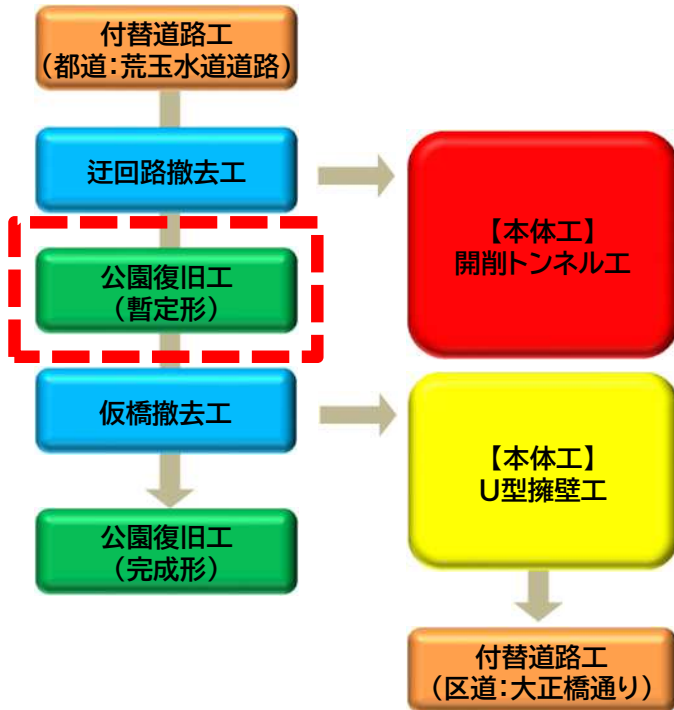 付替道路工
（都道：荒玉水道道路）
迂回路撤去工
公園復旧工
（暫定形）
仮橋撤去工
公園復旧工
（完成形）
【本体工】
開削トンネル工
【本体工】
U型擁壁工
付替道路工
（区道：大正橋通り）